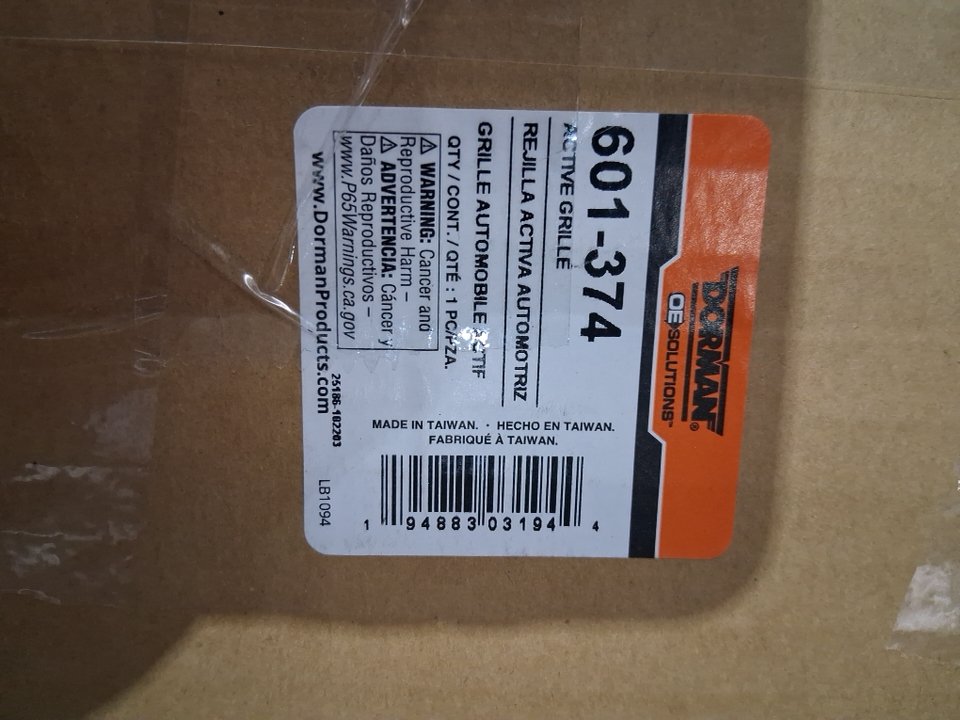 DORMAN®
OE SOLUTIONS™
601-374
ACTIVE GRILLE
REJILLA ACTIVA AUTOMOTRIZ
GRILLE AUTOMOBILE ACTIF
QTY / CONT. / QTÉ : 1 PC/PZA.
⚠ WARNING: Cancer and
Reproductive Harm –
⚠ ADVERTENCIA: Cáncer y
Daños Reproductivos –
www.P65Warnings.ca.gov
www.DormanProducts.com
25186-102203
LB1094
MADE IN TAIWAN. · HECHO EN TAIWAN.
FABRIQUÉ À TAIWAN.
1 94883 03194 4